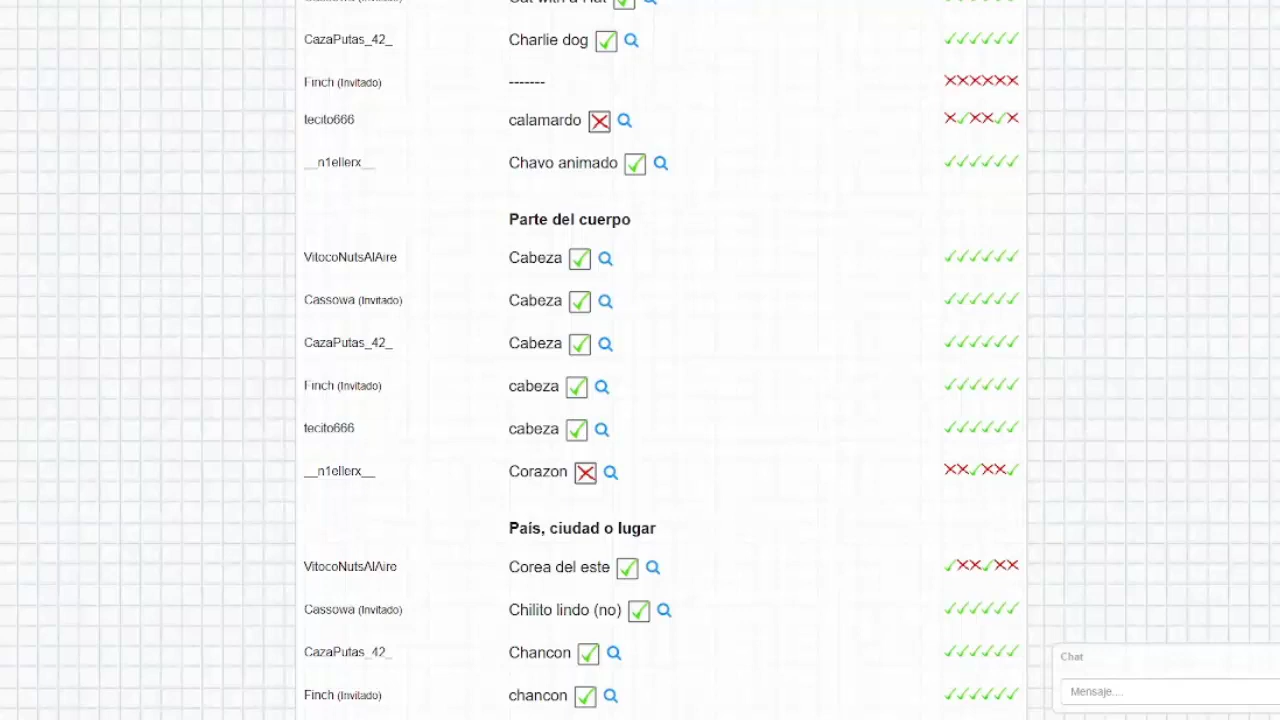 CazaPutas_42_ Charlie dog
Finch (Invitado) -------
tecito666 calamardo
__n1ellerx__ Chavo animado
Parte del cuerpo
VitocoNutsAlAire Cabeza
Cassowa (Invitado) Cabeza
CazaPutas_42_ Cabeza
Finch (Invitado) cabeza
tecito666 cabeza
__n1ellerx__ Corazon
País, ciudad o lugar
VitocoNutsAlAire Corea del este
Cassowa (Invitado) Chilito lindo (no)
CazaPutas_42_ Chancon
Finch (Invitado) chancon
Chat
Mensaje....